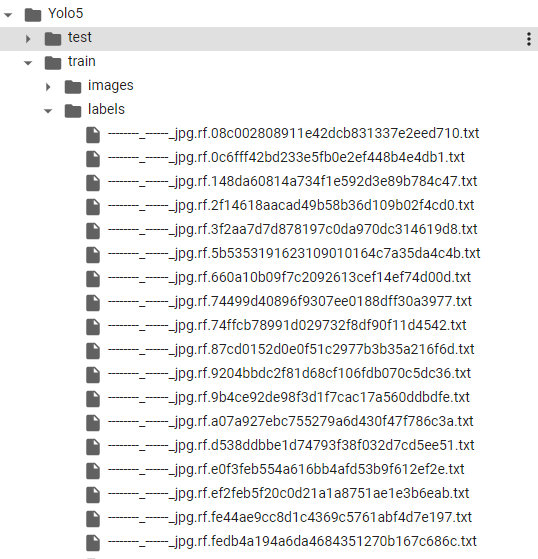 Yolo5
test
train
images
labels
--------_------_jpg.rf.08c002808911e42dcb831337e2eed710.txt
--------_------_jpg.rf.0c6fff42bd233e5fb0e2ef448b4e4db1.txt
--------_------_jpg.rf.148da60814a734f1e592d3e89b784c47.txt
--------_------_jpg.rf.2f14618aacad49b58b36d109b02f4cd0.txt
--------_------_jpg.rf.3f2aa7d7d878197c0da970dc314619d8.txt
--------_------_jpg.rf.5b5353191623109010164c7a35da4c4b.txt
--------_------_jpg.rf.660a10b09f7c2092613cef14ef74d00d.txt
--------_------_jpg.rf.74499d40896f9307ee0188dff30a3977.txt
--------_------_jpg.rf.74ffcb78991d029732f8df90f11d4542.txt
--------_------_jpg.rf.87cd0152d0e0f51c2977b3b35a216f6d.txt
--------_------_jpg.rf.9204bbdc2f81d68cf106fdb070c5dc36.txt
--------_------_jpg.rf.9b4ce92de98f3d1f7cac17a560ddbdfe.txt
--------_------_jpg.rf.a07a927ebc755279a6d430f47f786c3a.txt
--------_------_jpg.rf.d538ddbbe1d74793f38f032d7cd5ee51.txt
--------_------_jpg.rf.e0f3feb554a616bb4afd53b9f612ef2e.txt
--------_------_jpg.rf.ef2feb5f20c0d21a1a8751ae1e3b6eab.txt
--------_------_jpg.rf.fe44ae9cc8d1c4369c5761abf4d7e197.txt
--------_------_jpg.rf.fedb4a194a6da4684351270b167c686c.txt